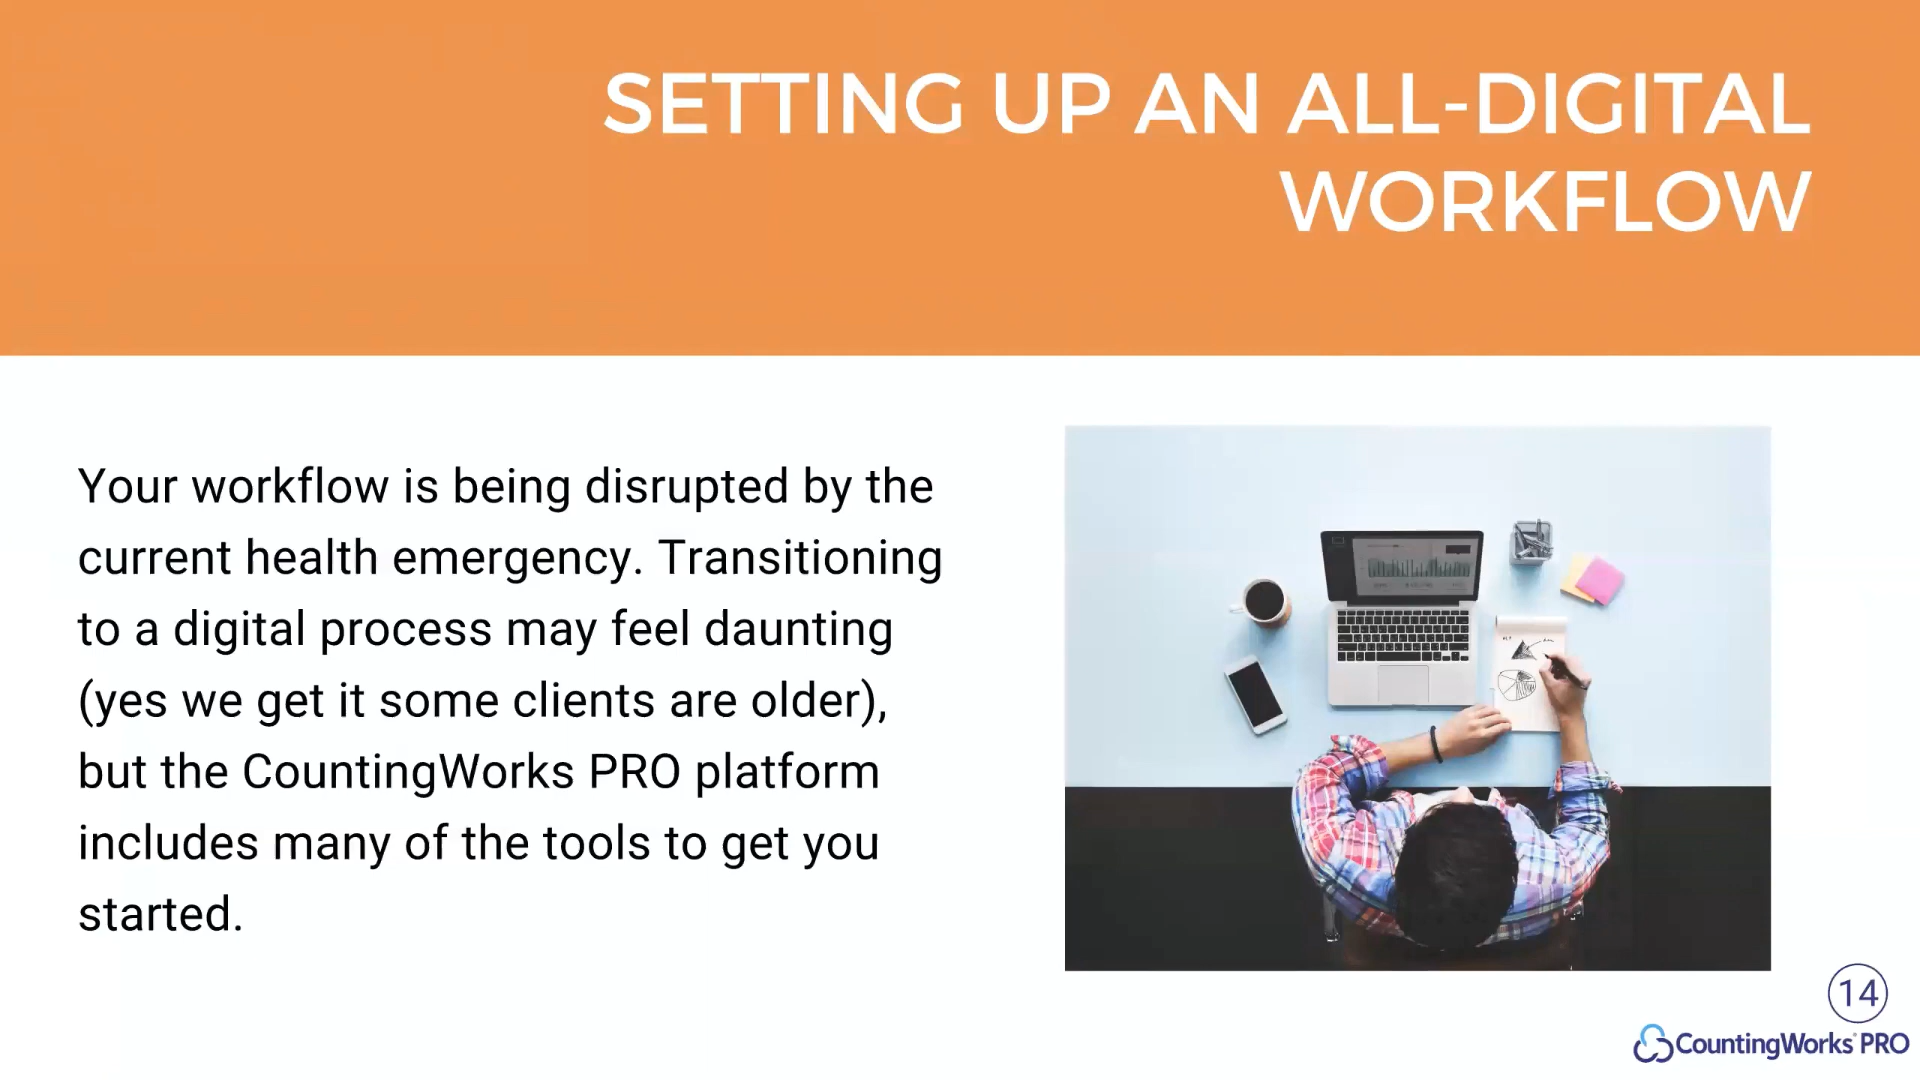 SETTING UP AN ALL-DIGITAL
WORKFLOW
Your workflow is being disrupted by the
current health emergency. Transitioning
to a digital process may feel daunting
(yes we get it some clients are older),
but the CountingWorks PRO platform
includes many of the tools to get you
started.
14
CountingWorks PRO